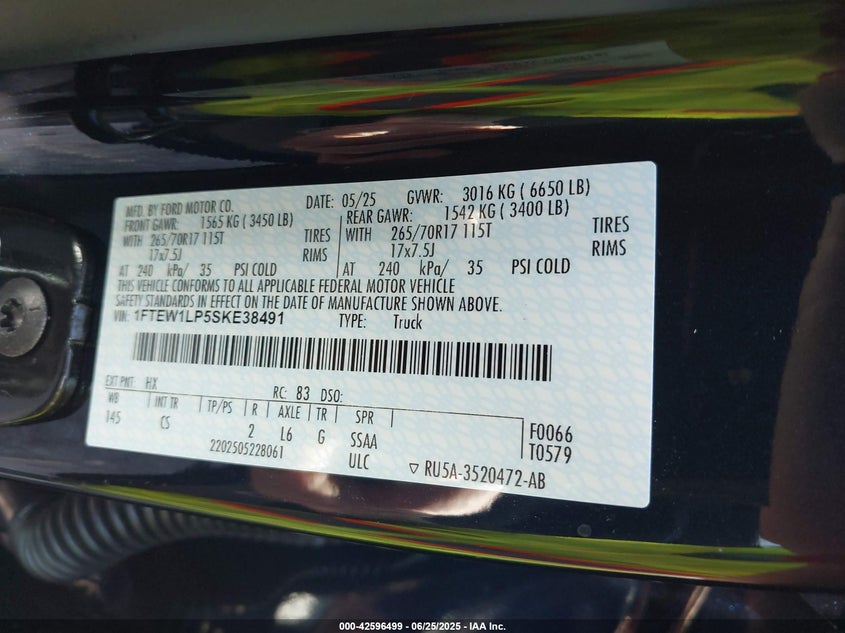 MFD. BY FORD MOTOR CO.
DATE: 05/25 GVWR: 3016 KG ( 6650 LB)
FRONT GAWR: 1565 KG ( 3450 LB)
REAR GAWR: 1542 KG ( 3400 LB)
WITH 265/70R17 115T TIRES
WITH 265/70R17 115T TIRES
17x7.5J RIMS
17x7.5J RIMS
AT 240 kPa/ 35 PSI COLD
AT 240 kPa/ 35 PSI COLD
THIS VEHICLE CONFORMS TO ALL APPLICABLE FEDERAL MOTOR VEHICLE
SAFETY STANDARDS IN EFFECT ON THE DATE OF MANUFACTURE SHOWN ABOVE.
VIN: 1FTEW1LP5SKE38491 TYPE: Truck
EXT PNT: HX RC: 83 DSO:
WB INT TR TP/PS R AXLE TR SPR
145 CS 2 L6 G SSAA F0066
2202505228061 ULC T0579
RU5A-3520472-AB
000-42596499 - 06/25/2025 - IAA Inc.